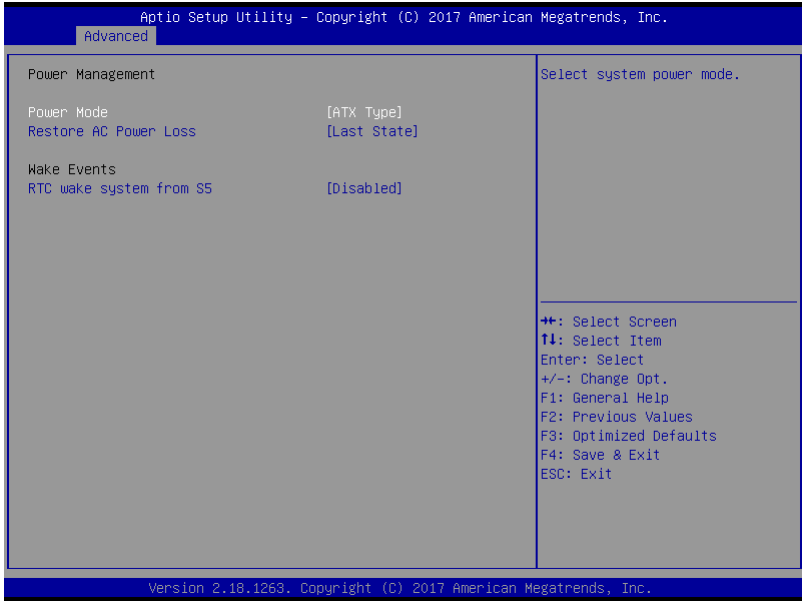 Aptio Setup Utility – Copyright (C) 2017 American Megatrends, Inc.
Advanced
Power Management
Power Mode [ATX Type]
Restore AC Power Loss [Last State]
Wake Events
RTC wake system from S5 [Disabled]
Select system power mode.
→←: Select Screen
↑↓: Select Item
Enter: Select
+/-: Change Opt.
F1: General Help
F2: Previous Values
F3: Optimized Defaults
F4: Save & Exit
ESC: Exit
Version 2.18.1263. Copyright (C) 2017 American Megatrends, Inc.